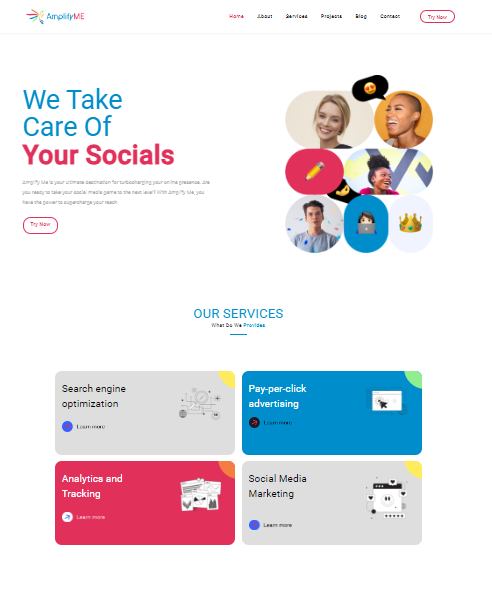 AmplifyME
Home About Services Projects Blog Contact Try Now
We Take
Care Of
Your Socials
Amplify Me is your ultimate destination for turbocharging your online presence. Are
you ready to take your social media game to the next level? With Amplify Me, you
have the power to supercharge your reach
Try Now
OUR SERVICES
What Do We Provides.
Search engine
optimization
Learn more
Pay-per-click
advertising
Learn more
Analytics and
Tracking
Learn more
Social Media
Marketing
Learn more